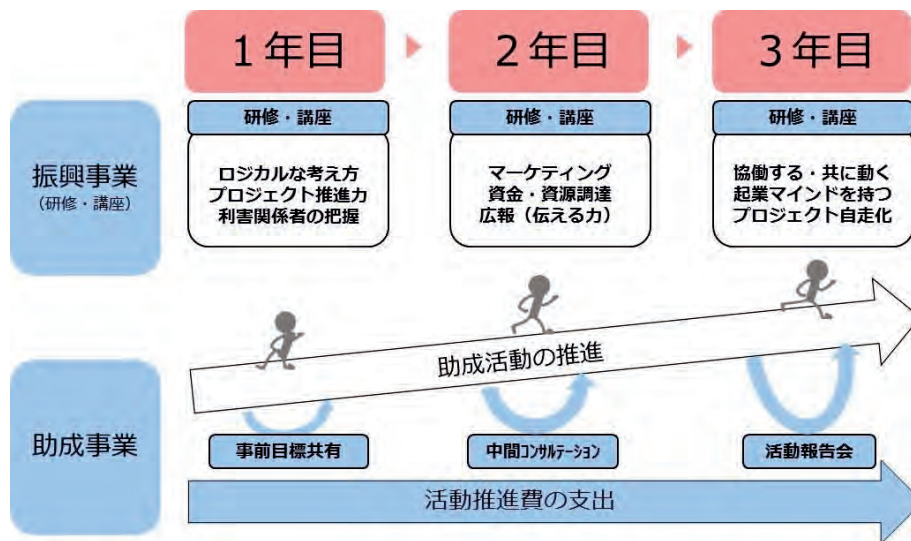 1年目
2年目
3年目
振興事業
(研修・講座)
研修・講座
ロジカルな考え方
プロジェクト推進力
利害関係者の把握
研修・講座
マーケティング
資金・資源調達
広報（伝える力）
研修・講座
協働する・共に動く
起業マインドを持つ
プロジェクト自走化
助成活動の推進
助成事業
事前目標共有
中間ｺﾝｻﾙﾃｰｼｮﾝ
活動報告会
活動推進費の支出